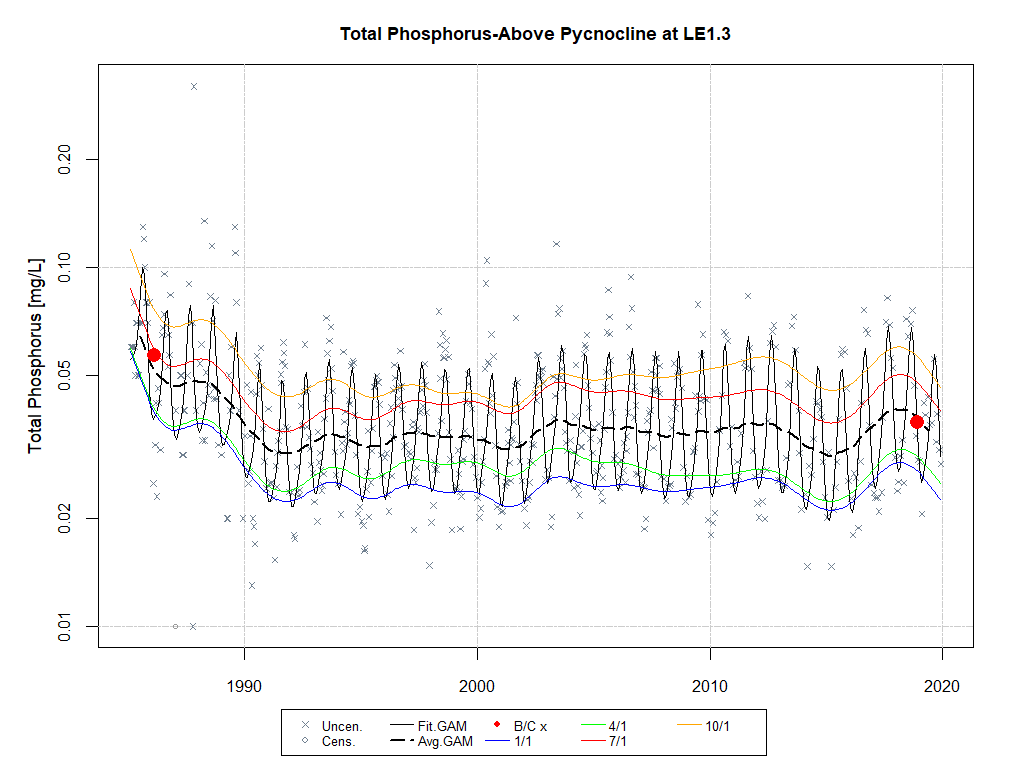 Total Phosphorus-Above Pycnocline at LE1.3
Total Phosphorus [mg/L]
0.20
0.10
0.05
0.02
0.01
1990 2000 2010 2020
Uncen. Fit.GAM B/C x 4/1 10/1
Cens. Avg.GAM 1/1 7/1